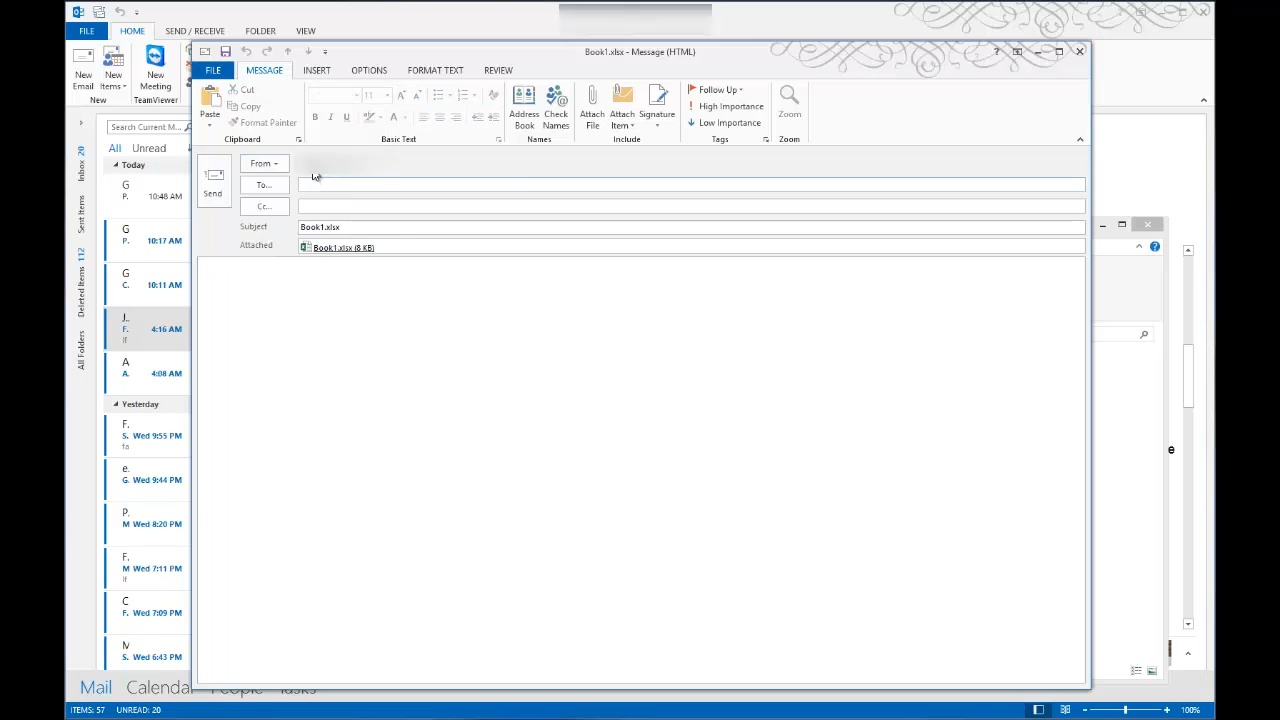 FILE HOME SEND / RECEIVE FOLDER VIEW
New Email
New Items
New
New Meeting
TeamViewer
Search Current M...
All Unread
Today
G
P. 10:48 AM
G
P. 10:17 AM
G
C. 10:11 AM
J..
F. 4:16 AM
If
A
A. 4:08 AM
Yesterday
F.
S. Wed 9:55 PM
fa
e.
G. Wed 9:44 PM
P.
M Wed 8:20 PM
F.
M Wed 7:11 PM
If
C
F. Wed 7:09 PM
M
S. Wed 6:43 PM
Inbox 20
Sent Items
Deleted Items 112
All Folders
Book1.xlsx - Message (HTML)
FILE MESSAGE INSERT OPTIONS FORMAT TEXT REVIEW
Paste
Cut
Copy
Format Painter
Clipboard
11
B I U
Basic Text
Address Book
Check Names
Names
Attach File
Attach Item
Signature
Include
Follow Up
High Importance
Low Importance
Tags
Zoom
Zoom
Send
From
To...
Cc...
Subject Book1.xlsx
Attached Book1.xlsx (8 KB)
e
Mail
ITEMS: 57 UNREAD: 20
100%